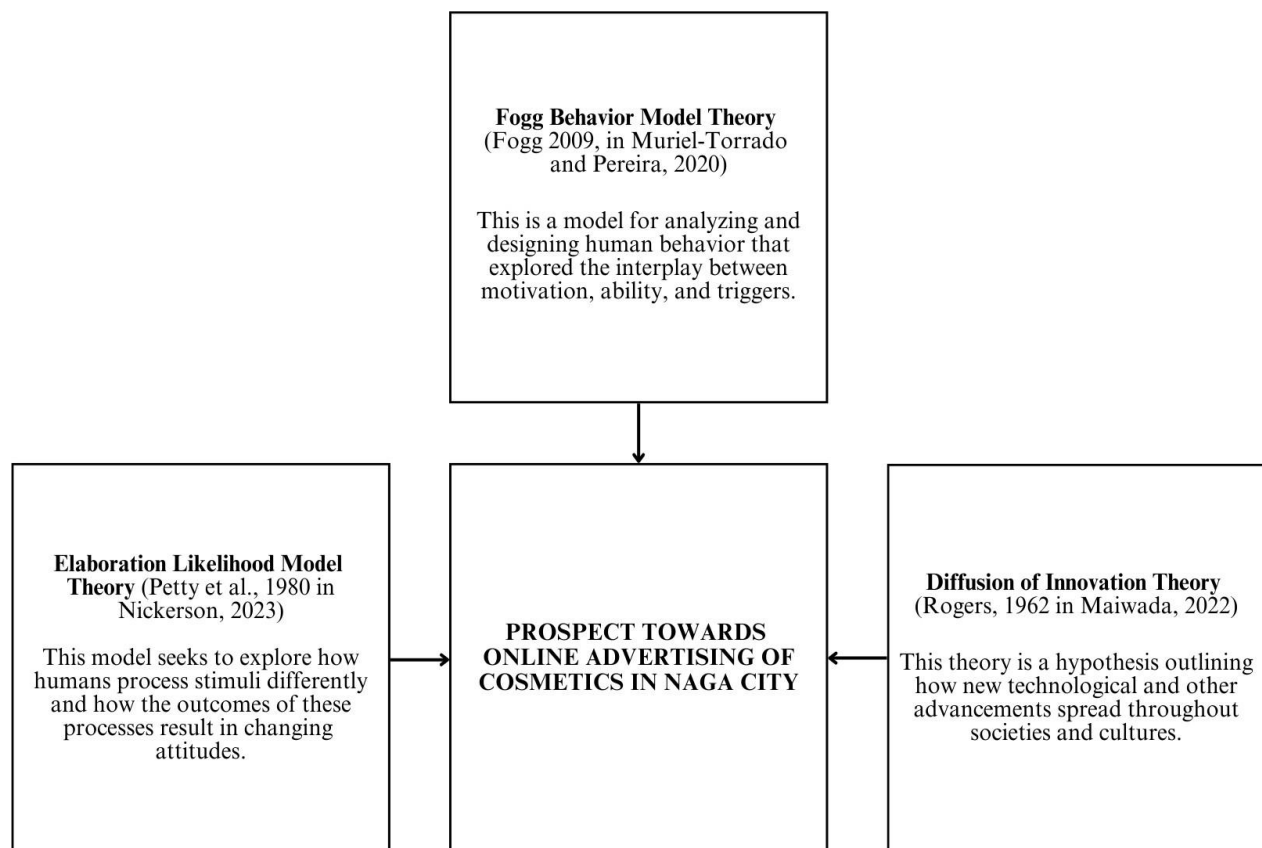 Fogg Behavior Model Theory
(Fogg 2009, in Muriel-Torrado
and Pereira, 2020)
This is a model for analyzing and
designing human behavior that
explored the interplay between
motivation, ability, and triggers.
Elaboration Likelihood Model
Theory (Petty et al., 1980 in
Nickerson, 2023)
This model seeks to explore how
humans process stimuli differently
and how the outcomes of these
processes result in changing
attitudes.
PROSPECT TOWARDS
ONLINE ADVERTISING OF
COSMETICS IN NAGA CITY
Diffusion of Innovation Theory
(Rogers, 1962 in Maiwada, 2022)
This theory is a hypothesis outlining
how new technological and other
advancements spread throughout
societies and cultures.